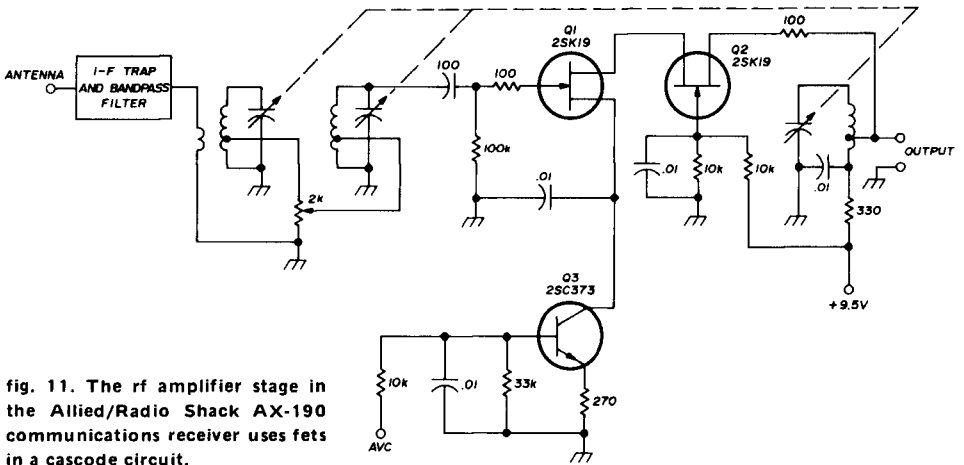 ANTENNA
I-F TRAP
AND BANDPASS
FILTER
2k
100
100
100k
.01
Q1
2SK19
Q2
2SK19
100
.01
10k
10k
.01
OUTPUT
330
+9.5V
Q3
2SC373
10k
.01
33k
270
AVC
fig. 11. The rf amplifier stage in
the Allied/Radio Shack AX-190
communications receiver uses fets
in a cascode circuit.